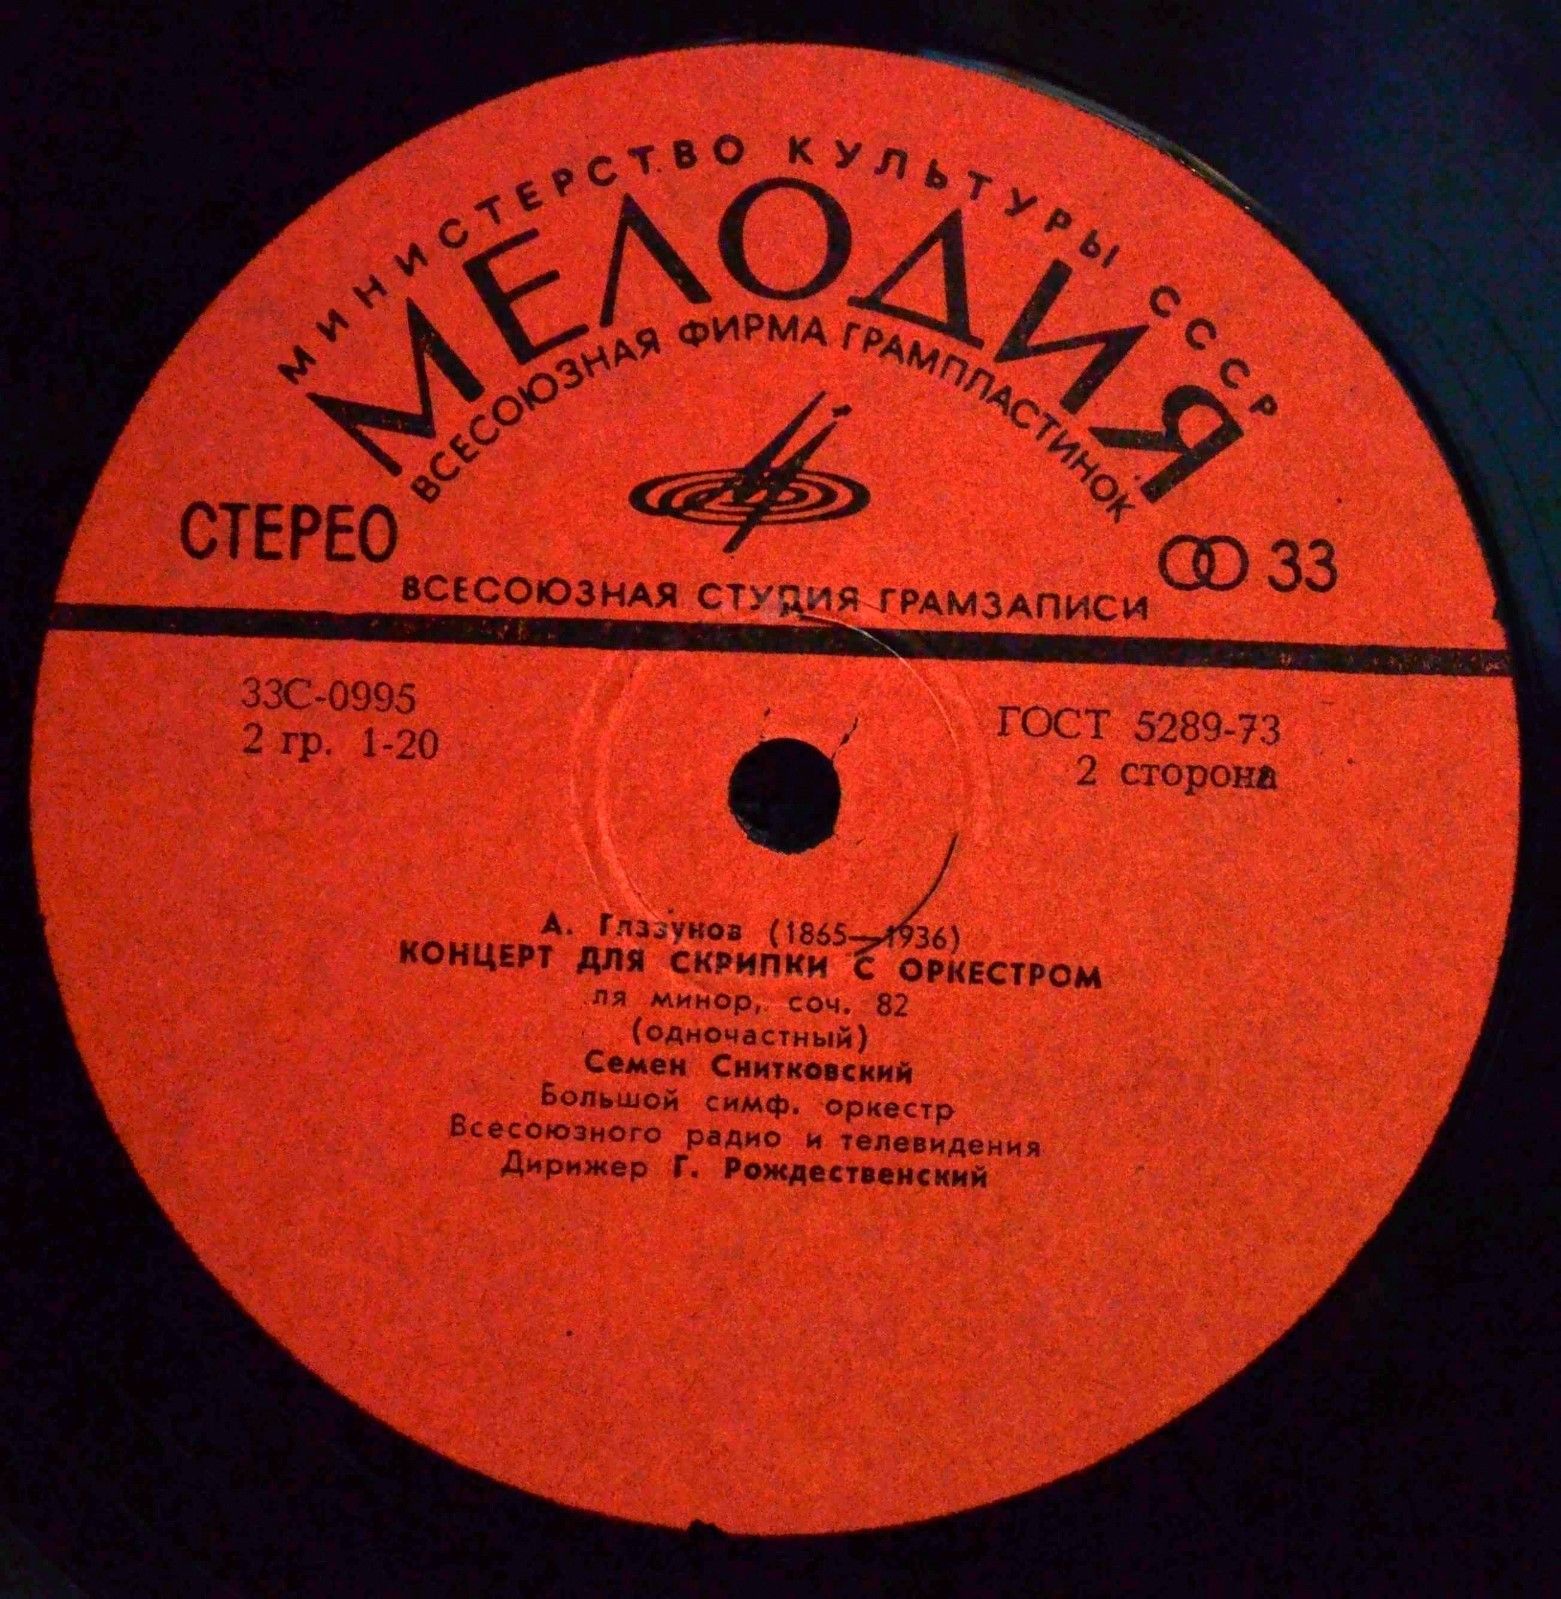 МИНИСТЕРСТВО КУЛЬТУРЫ СССР
МЕЛОДИЯ
ВСЕСОЮЗНАЯ ФИРМА ГРАМПЛАСТИНОК
СТЕРЕО
33
ВСЕСОЮЗНАЯ СТУДИЯ ГРАМЗАПИСИ
33С-0995
ГОСТ 5289-73
2 гр. 1-20
2 сторона
А. Глазунов (1865—1936)
КОНЦЕРТ ДЛЯ СКРИПКИ С ОРКЕСТРОМ
ля минор, соч. 82
(одночастный)
Семен Снитковский
Большой симф. оркестр
Всесоюзного радио и телевидения
Дирижер Г. Рождественский